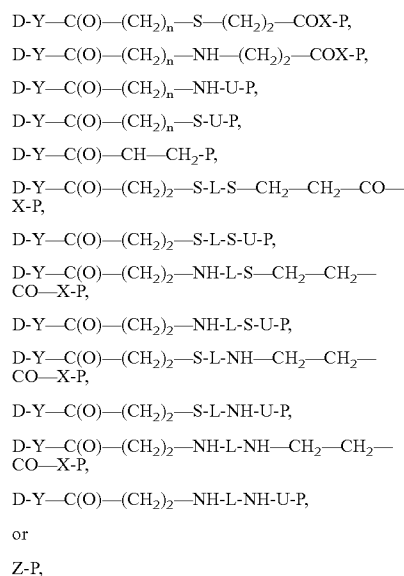 D-Y—C(O)—(CH₂)ₙ—S—(CH₂)₂—COX-P,
D-Y—C(O)—(CH₂)ₙ—NH—(CH₂)₂—COX-P,
D-Y—C(O)—(CH₂)ₙ—NH-U-P,
D-Y—C(O)—(CH₂)ₙ—S-U-P,
D-Y—C(O)—CH—CH₂-P,
D-Y—C(O)—(CH₂)₂—S-L-S—CH₂—CH₂—CO—
X-P,
D-Y—C(O)—(CH₂)₂—S-L-S-U-P,
D-Y—C(O)—(CH₂)₂—NH-L-S—CH₂—CH₂—
CO—X-P,
D-Y—C(O)—(CH₂)₂—NH-L-S-U-P,
D-Y—C(O)—(CH₂)₂—S-L-NH—CH₂—CH₂—
CO—X-P,
D-Y—C(O)—(CH₂)₂—S-L-NH-U-P,
D-Y—C(O)—(CH₂)₂—NH-L-NH—CH₂—CH₂—
CO—X-P,
D-Y—C(O)—(CH₂)₂—NH-L-NH-U-P,
or
Z-P,